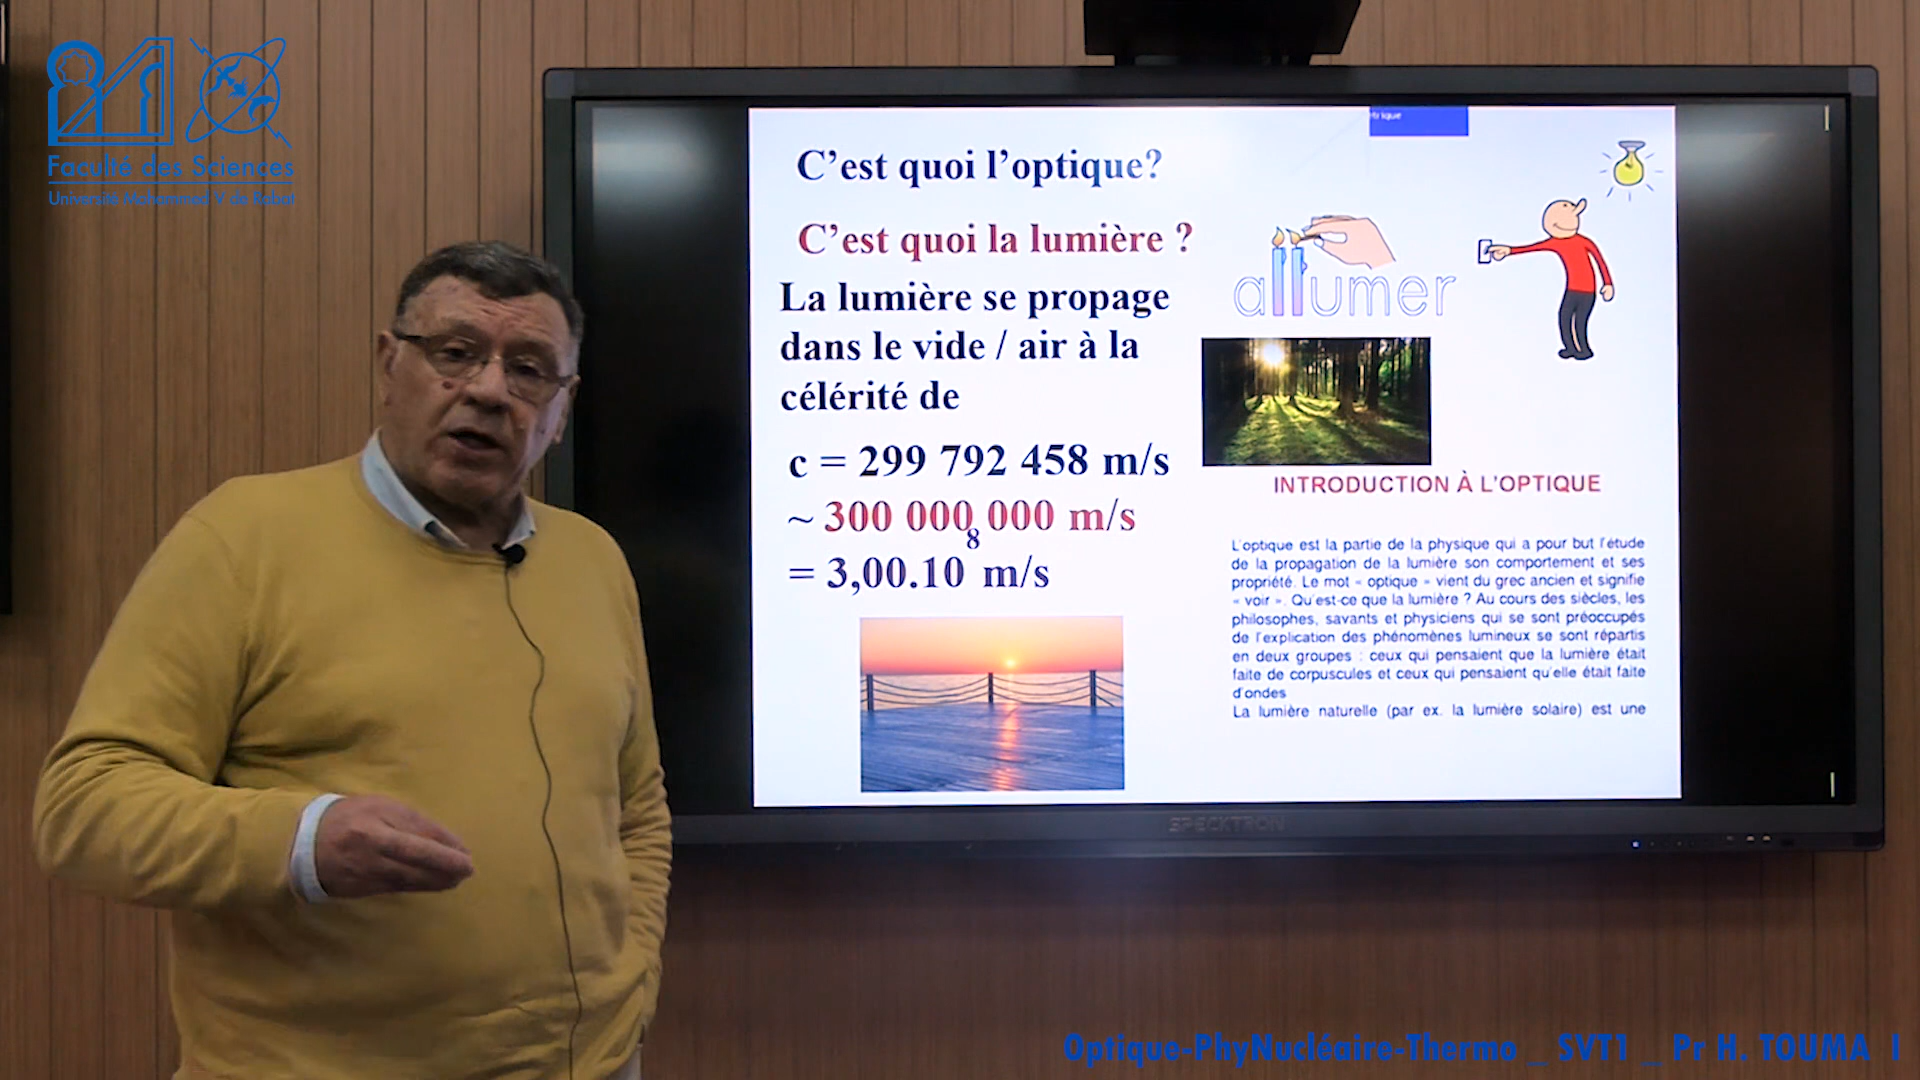 Faculté des Sciences
Université Mohammed V de Rabat
trique
C'est quoi l'optique?
C'est quoi la lumière ?
La lumière se propage
dans le vide / air à la
célérité de
c = 299 792 458 m/s
~ 300 000 000 m/s
= 3,00.10⁸ m/s
allumer
INTRODUCTION À L'OPTIQUE
L'optique est la partie de la physique qui a pour but l'étude
de la propagation de la lumière son comportement et ses
propriété. Le mot « optique » vient du grec ancien et signifie
« voir ». Qu'est-ce que la lumière ? Au cours des siècles, les
philosophes, savants et physiciens qui se sont préoccupés
de l'explication des phénomènes lumineux se sont répartis
en deux groupes : ceux qui pensaient que la lumière était
faite de corpuscules et ceux qui pensaient qu'elle était faite
d'ondes
La lumière naturelle (par ex. la lumière solaire) est une
SPECKTRON
Optique-PhyNucléaire-Thermo _ SVT1 _ Pr H. TOUMA I